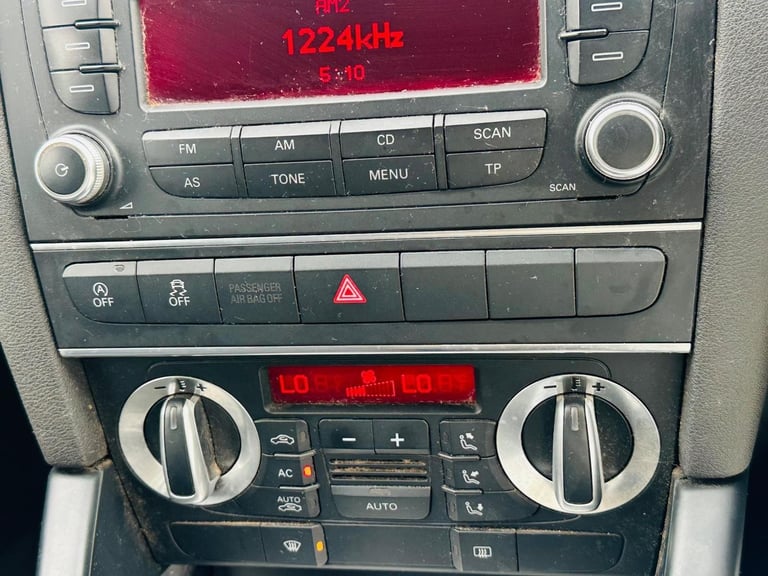 AM2
1224kHz
5:10
FM AM CD SCAN
AS TONE MENU TP
SCAN
A OFF OFF PASSENGER
AIR BAG OFF
LO LO
- + - + - +
AC
AUTO AUTO